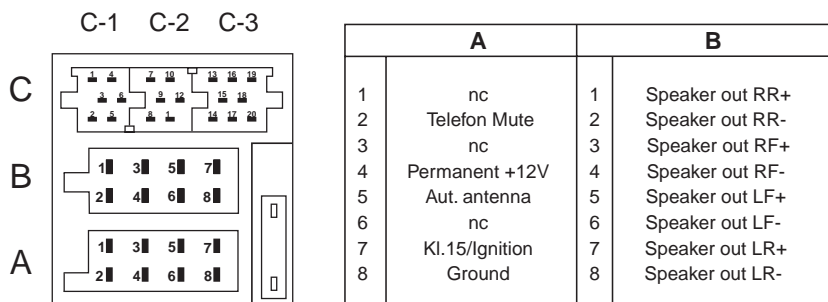 C-1 C-2 C-3
C
1 4 7 10 13 16 19
3 6 9 12 15 18
2 5 8 1 14 17 20
B
1 3 5 7
2 4 6 8
A
1 3 5 7
2 4 6 8
A B
1 nc 1 Speaker out RR+
2 Telefon Mute 2 Speaker out RR-
3 nc 3 Speaker out RF+
4 Permanent +12V 4 Speaker out RF-
5 Aut. antenna 5 Speaker out LF+
6 nc 6 Speaker out LF-
7 Kl.15/Ignition 7 Speaker out LR+
8 Ground 8 Speaker out LR-